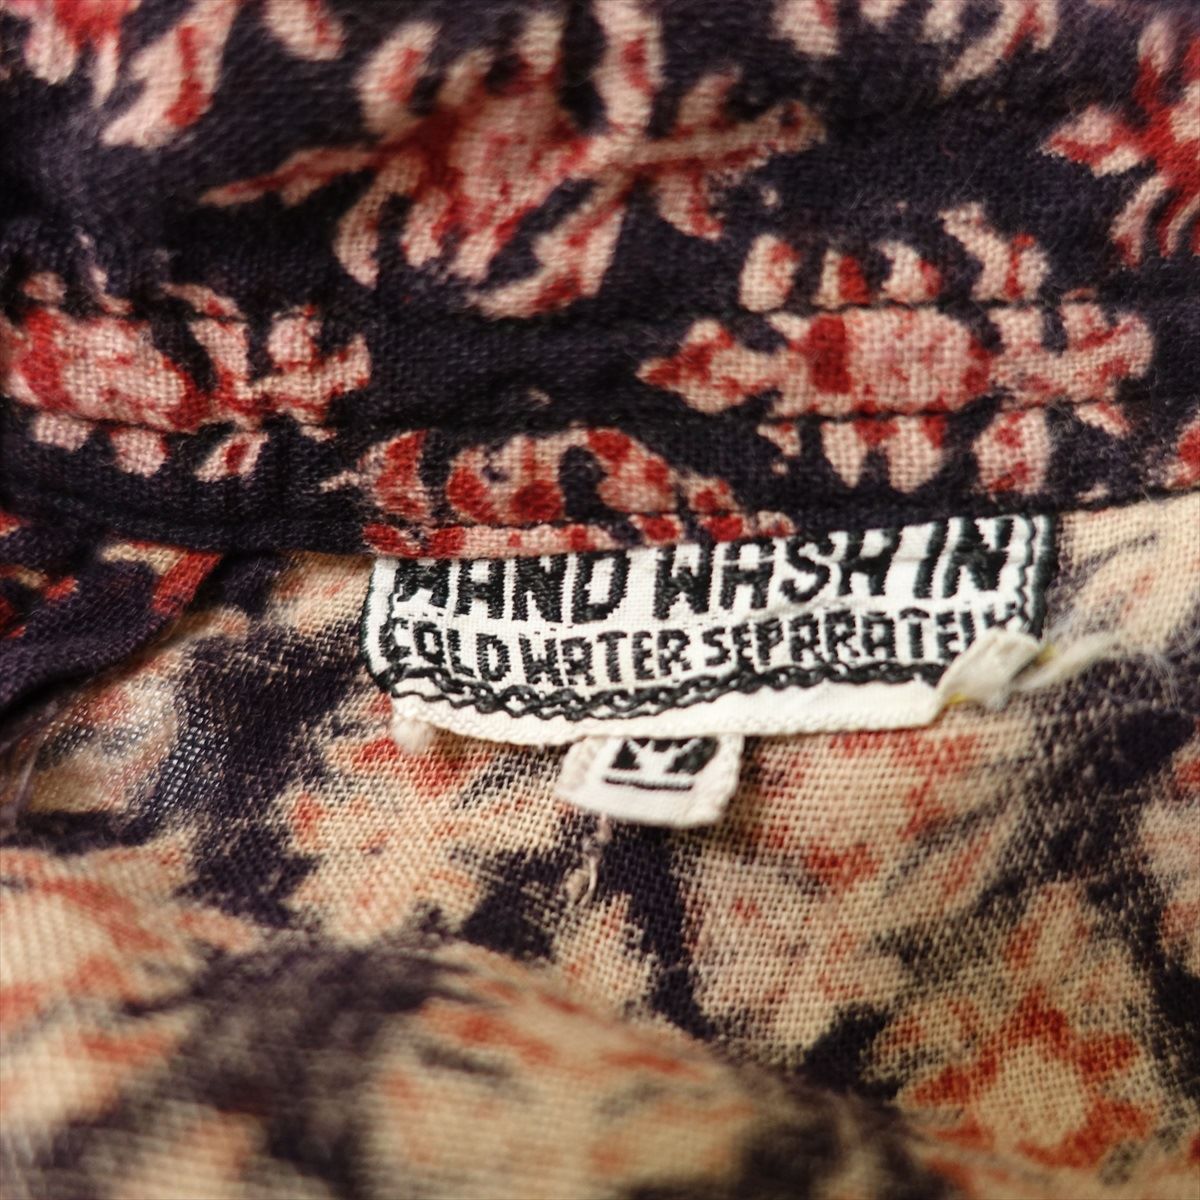 HAND WASH IN
COLD WATER SEPARATELY
M